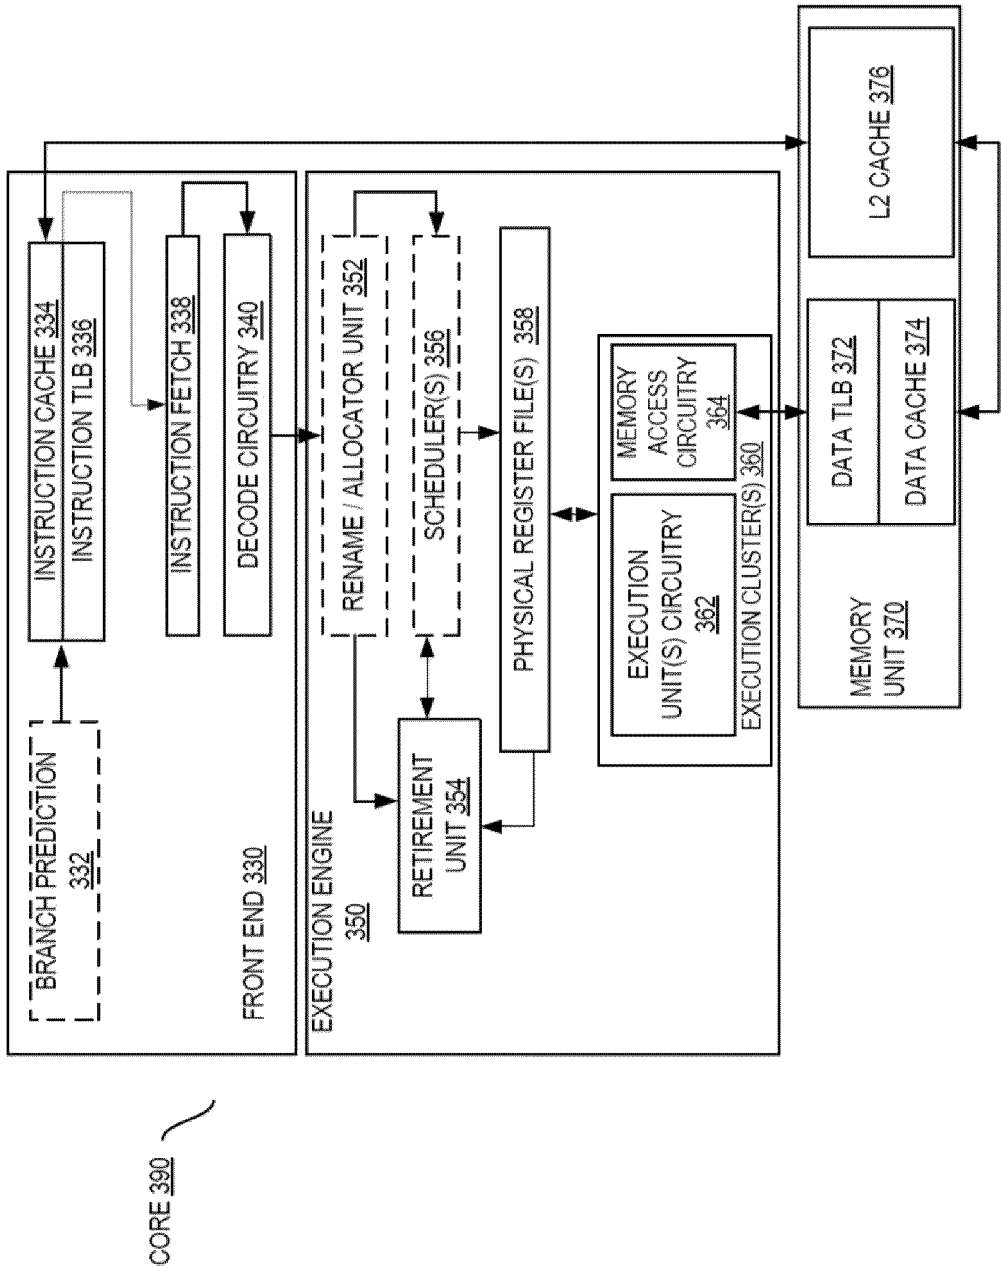 CORE 390
FRONT END 330
BRANCH PREDICTION
332
INSTRUCTION CACHE 334
INSTRUCTION TLB 336
INSTRUCTION FETCH 338
DECODE CIRCUITRY 340
EXECUTION ENGINE
350
RENAME / ALLOCATOR UNIT 352
RETIREMENT
UNIT 354
SCHEDULER(S) 356
PHYSICAL REGISTER FILE(S) 358
EXECUTION
UNIT(S) CIRCUITRY
362
MEMORY
ACCESS
CIRCUITRY
364
EXECUTION CLUSTER(S) 360
MEMORY
UNIT 370
DATA TLB 372
DATA CACHE 374
L2 CACHE 376